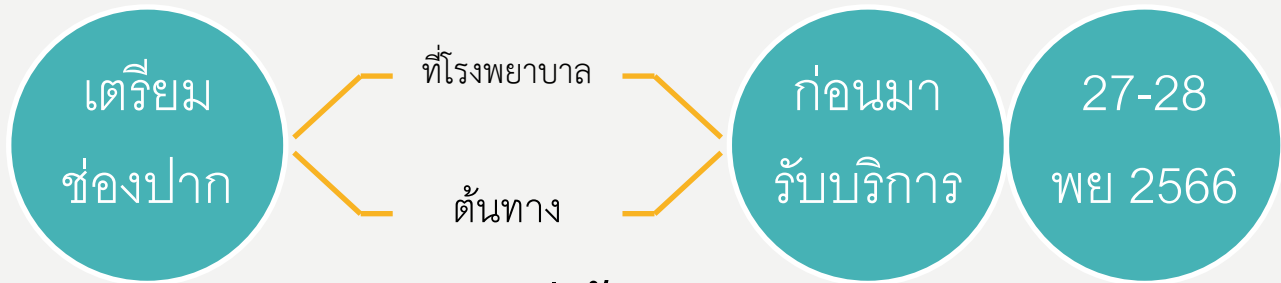 เตรียม
ช่องปาก
ที่โรงพยาบาล
ต้นทาง
ก่อนมา
รับบริการ
27-28
พย 2566